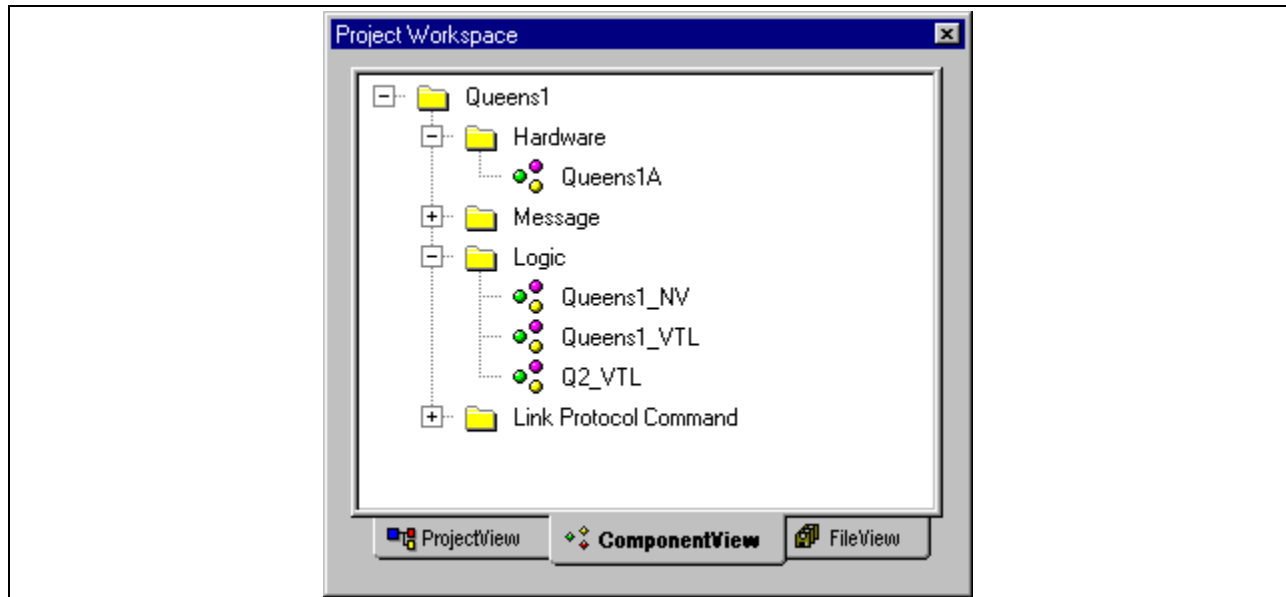 Project Workspace
Queens1
Hardware
Queens1A
Message
Logic
Queens1_NV
Queens1_VTL
Q2_VTL
Link Protocol Command
ProjectView ComponentView FileView